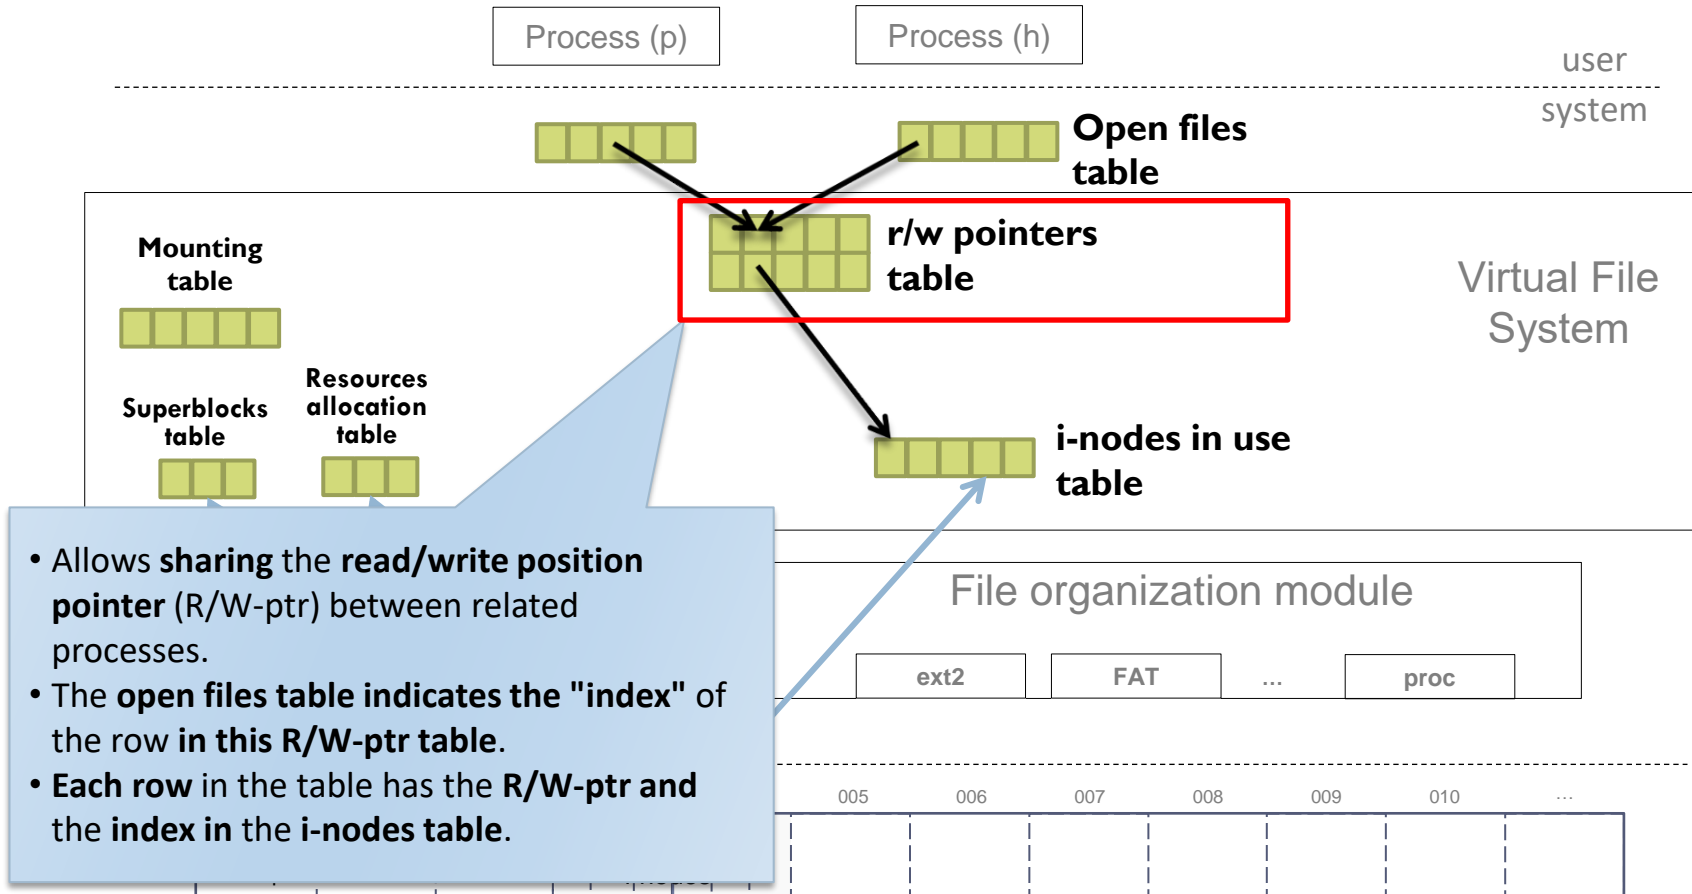 Process (p)
Process (h)
user
system
Open files
table
r/w pointers
table
Mounting
table
Virtual File
System
Resources
allocation
table
Superblocks
table
i-nodes in use
table
• Allows sharing the read/write position
pointer (R/W-ptr) between related
processes.
• The open files table indicates the "index" of
the row in this R/W-ptr table.
• Each row in the table has the R/W-ptr and
the index in the i-nodes table.
File organization module
ext2
FAT
...
proc
005
006
007
008
009
010
...